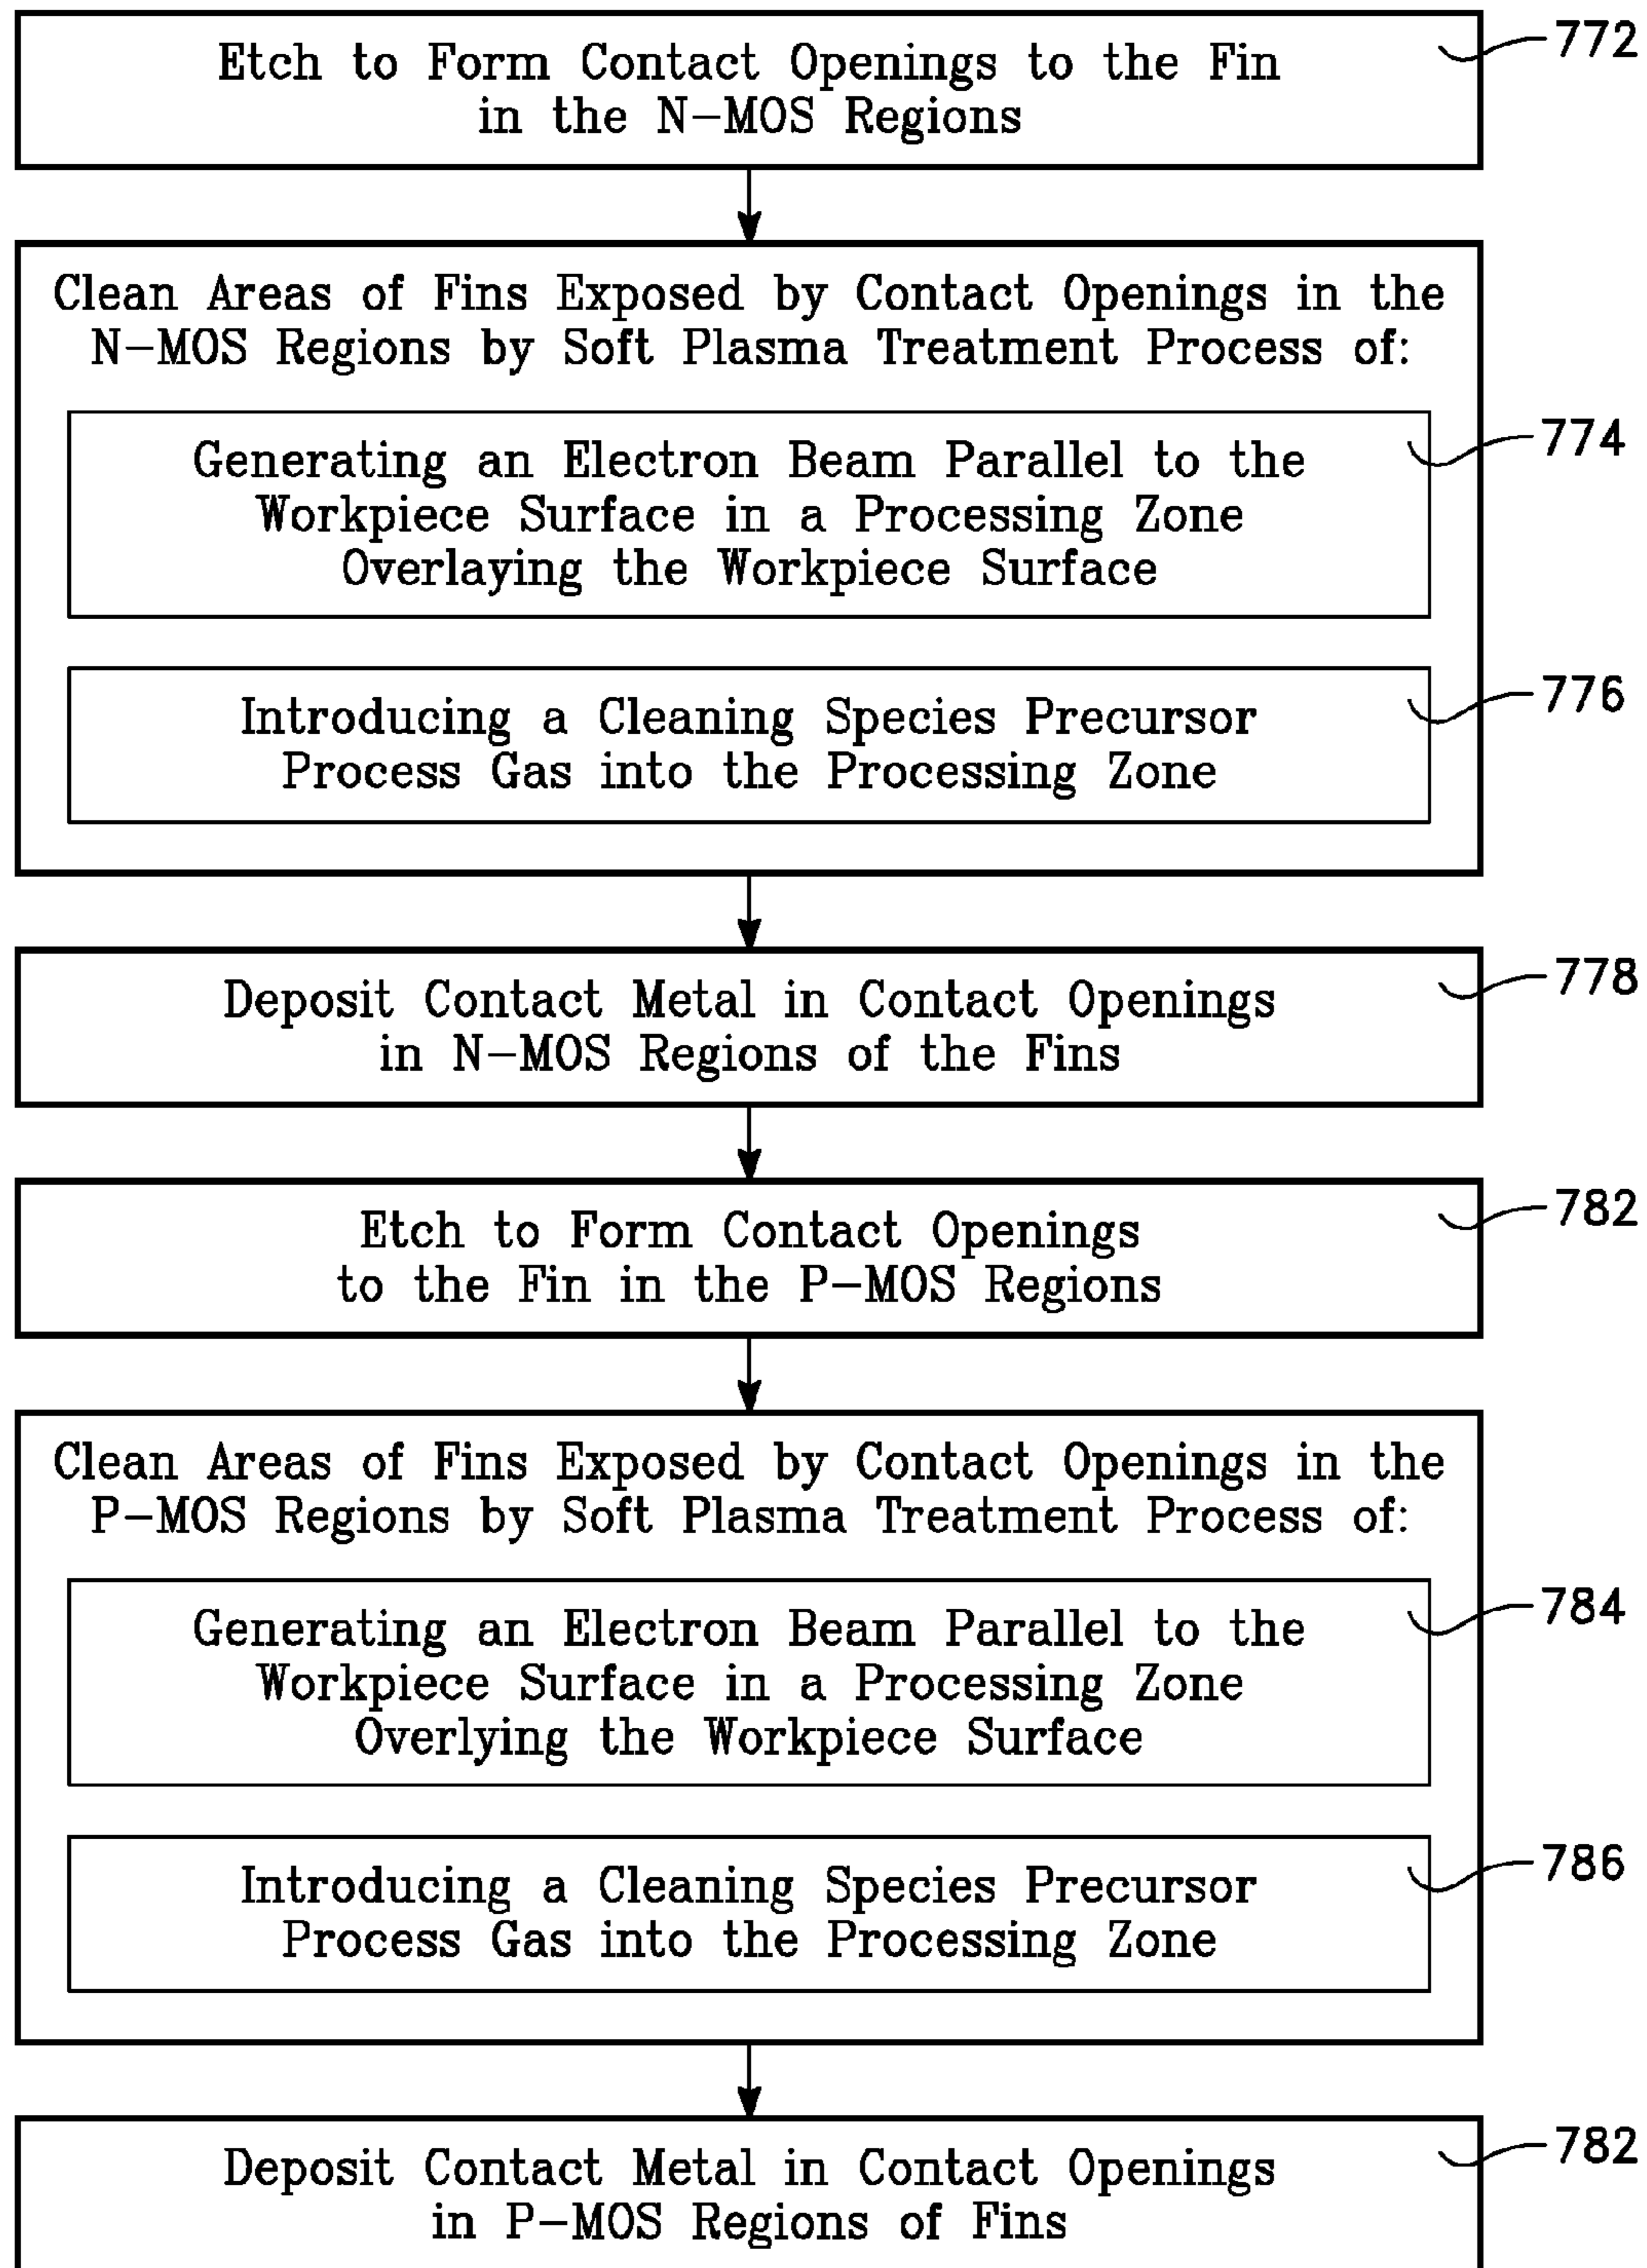 Etch to Form Contact Openings to the Fin
in the N-MOS Regions
772
Clean Areas of Fins Exposed by Contact Openings in the
N-MOS Regions by Soft Plasma Treatment Process of:
Generating an Electron Beam Parallel to the
Workpiece Surface in a Processing Zone
Overlaying the Workpiece Surface
774
Introducing a Cleaning Species Precursor
Process Gas into the Processing Zone
776
Deposit Contact Metal in Contact Openings
in N-MOS Regions of the Fins
778
Etch to Form Contact Openings
to the Fin in the P-MOS Regions
782
Clean Areas of Fins Exposed by Contact Openings in the
P-MOS Regions by Soft Plasma Treatment Process of:
Generating an Electron Beam Parallel to the
Workpiece Surface in a Processing Zone
Overlying the Workpiece Surface
784
Introducing a Cleaning Species Precursor
Process Gas into the Processing Zone
786
Deposit Contact Metal in Contact Openings
in P-MOS Regions of Fins
782